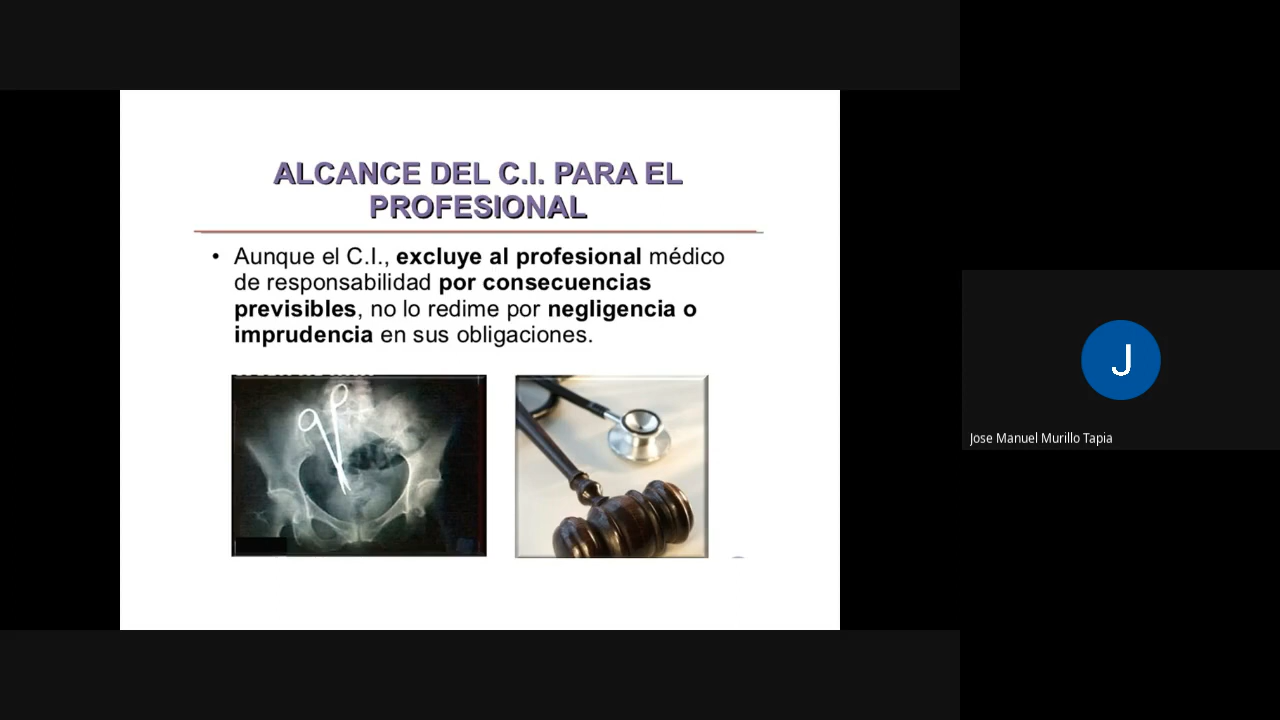 ALCANCE DEL C.I. PARA EL
PROFESIONAL
• Aunque el C.I., excluye al profesional médico
de responsabilidad por consecuencias
previsibles, no lo redime por negligencia o
imprudencia en sus obligaciones.
J
Jose Manuel Murillo Tapia